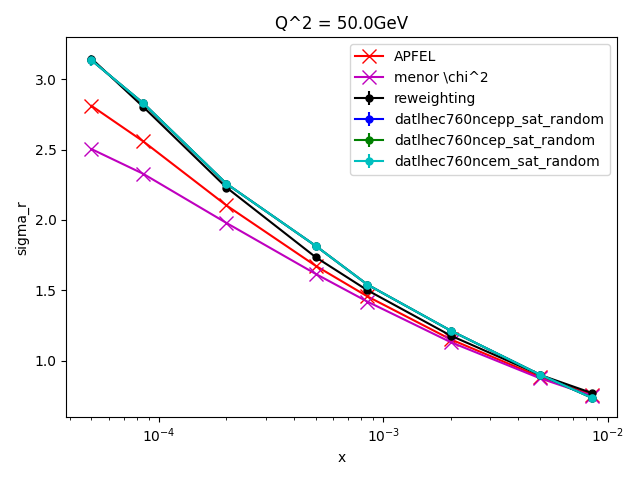 Q^2 = 50.0GeV
APFEL
menor \chi^2
reweighting
datlhec760ncepp_sat_random
datlhec760ncep_sat_random
datlhec760ncem_sat_random
sigma_r
3.0
2.5
2.0
1.5
1.0
10⁻⁴
10⁻³
10⁻²
x